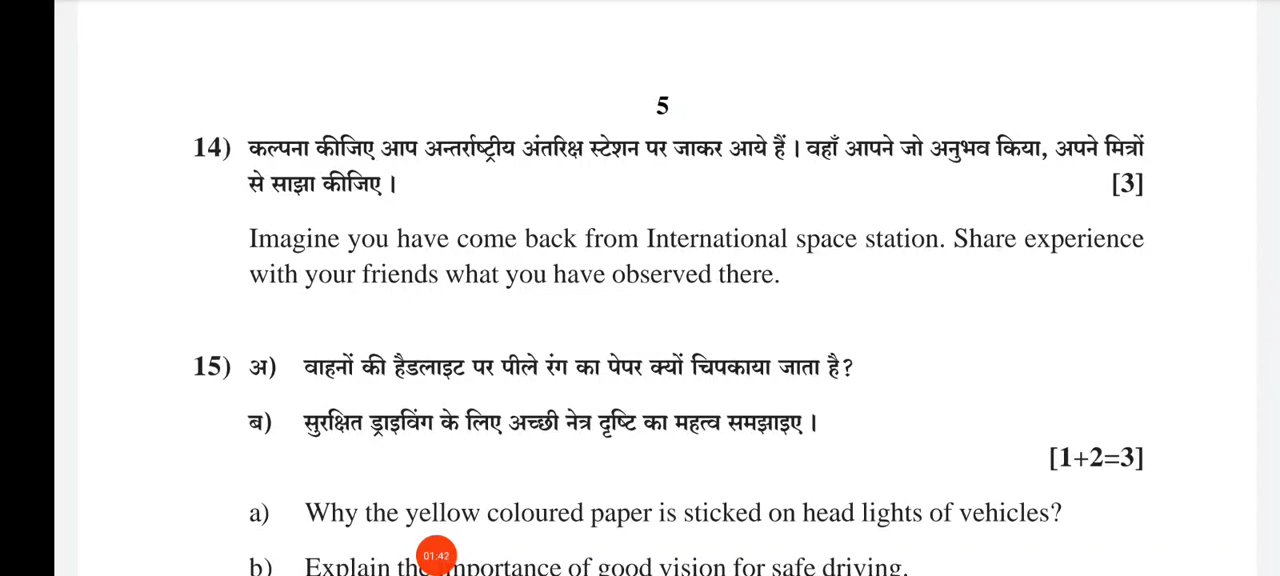 5
14) कल्पना कीजिए आप अन्तर्राष्ट्रीय अंतरिक्ष स्टेशन पर जाकर आये हैं। वहाँ आपने जो अनुभव किया, अपने मित्रों
से साझा कीजिए। [3]
Imagine you have come back from International space station. Share experience
with your friends what you have observed there.
15) अ) वाहनों की हैडलाइट पर पीले रंग का पेपर क्यों चिपकाया जाता है?
ब) सुरक्षित ड्राइविंग के लिए अच्छी नेत्र दृष्टि का महत्व समझाइए।
[1+2=3]
a) Why the yellow coloured paper is sticked on head lights of vehicles?
01:42
b) Explain the importance of good vision for safe driving.